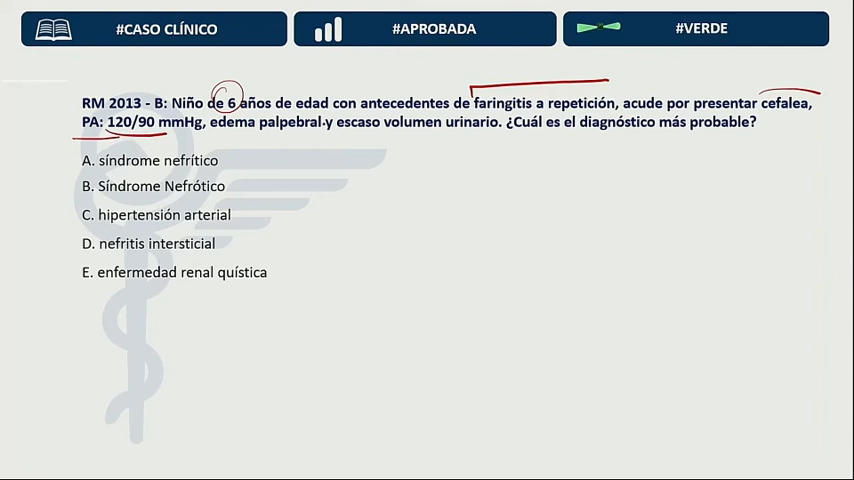 #CASO CLÍNICO
#APROBADA
#VERDE
RM 2013 - B: Niño de 6 años de edad con antecedentes de faringitis a repetición, acude por presentar cefalea,
PA: 120/90 mmHg, edema palpebral y escaso volumen urinario. ¿Cuál es el diagnóstico más probable?
A. síndrome nefrítico
B. Síndrome Nefrótico
C. hipertensión arterial
D. nefritis intersticial
E. enfermedad renal quística